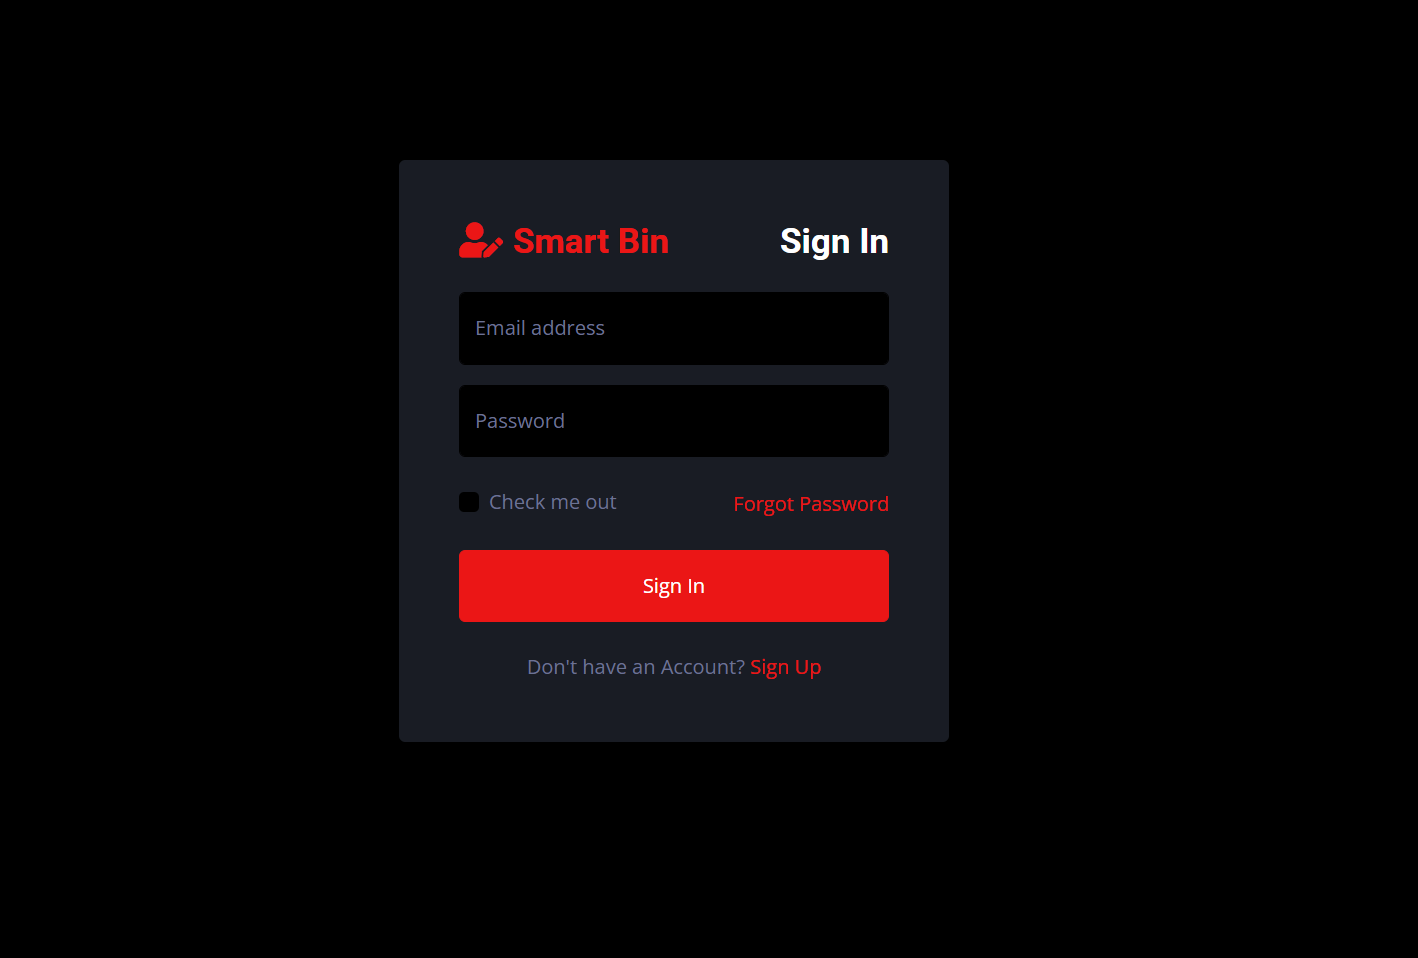 Smart Bin Sign In
Email address
Password
Check me out Forgot Password
Sign In
Don't have an Account? Sign Up